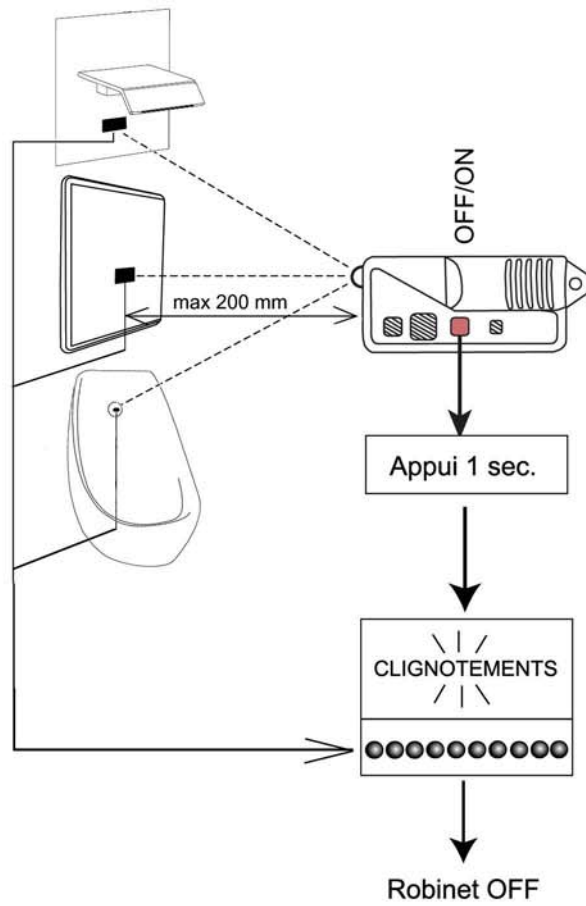 OFF/ON
max 200 mm
Appui 1 sec.
CLIGNOTEMENTS
Robinet OFF